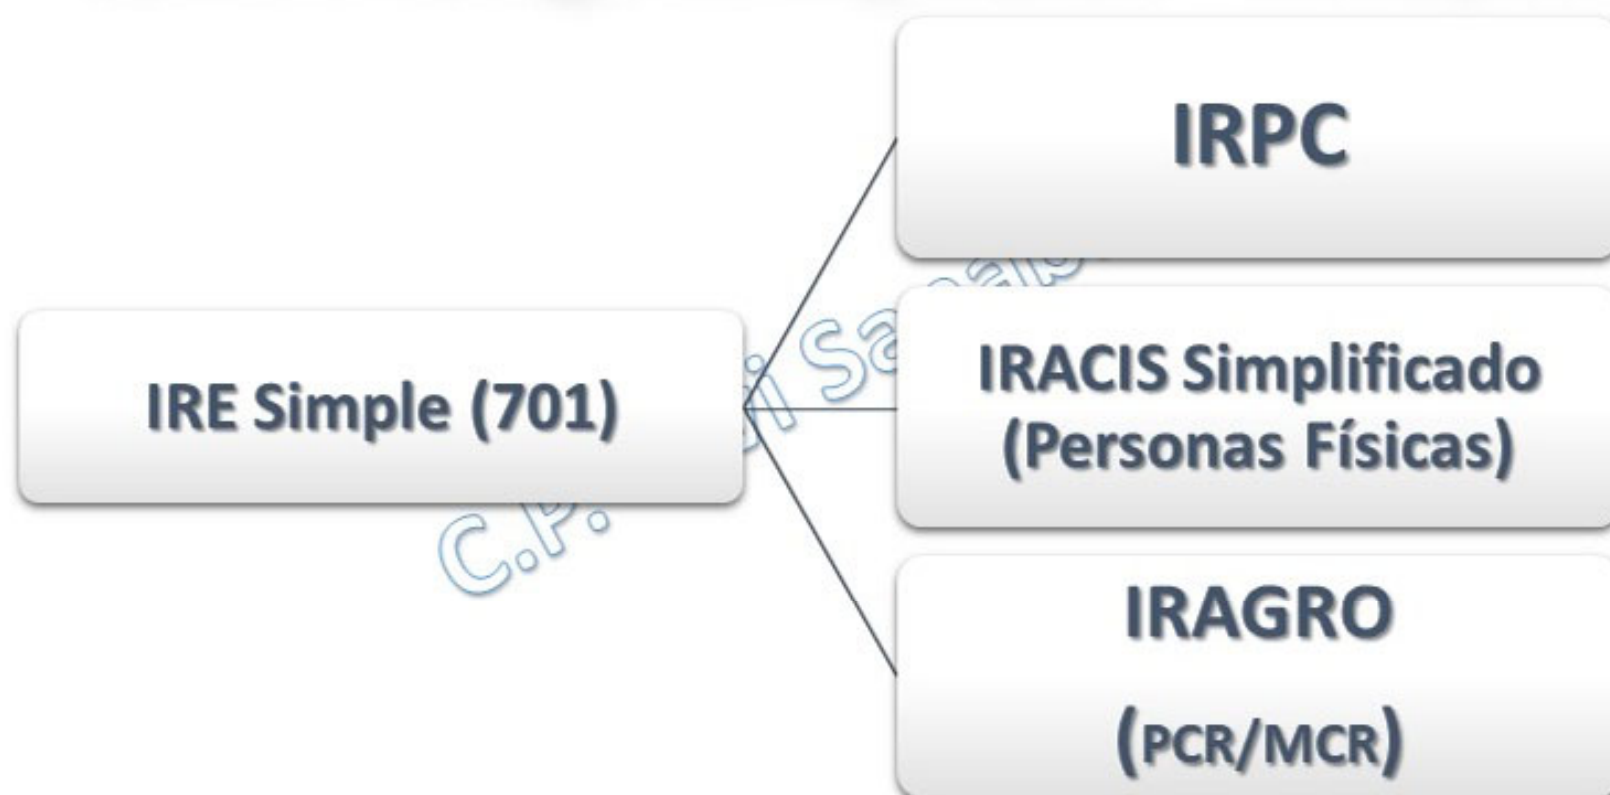 IRPC
IRE Simple (701)
IRACIS Simplificado
(Personas Físicas)
IRAGRO
(PCR/MCR)
C.P.